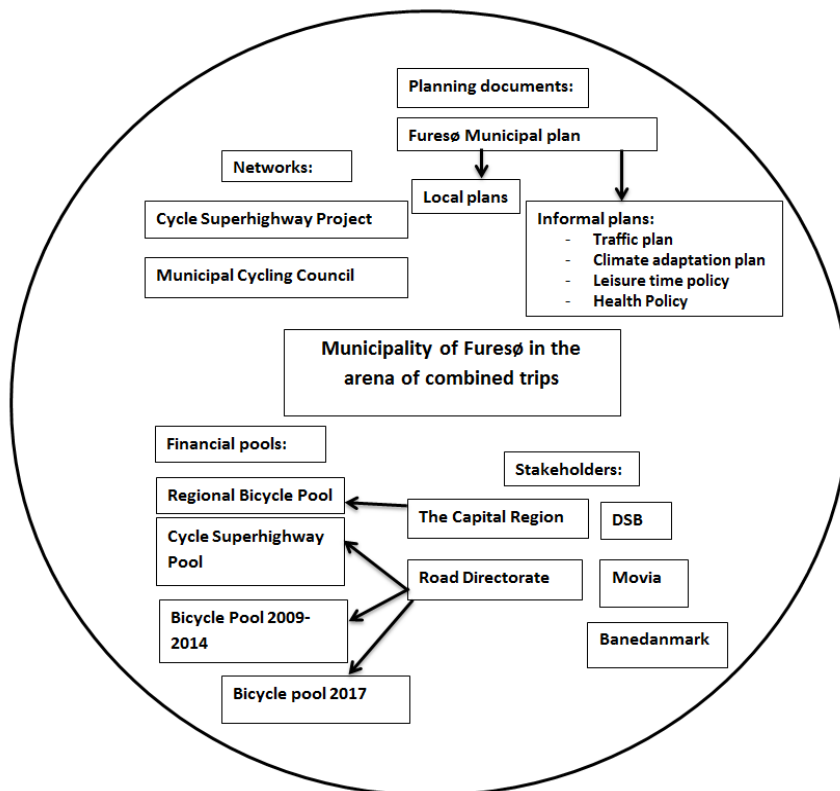 Planning documents:
Furesø Municipal plan
Networks:
Local plans
Cycle Superhighway Project
Municipal Cycling Council
Informal plans:
- Traffic plan
- Climate adaptation plan
- Leisure time policy
- Health Policy
Municipality of Furesø in the
arena of combined trips
Financial pools:
Regional Bicycle Pool
Cycle Superhighway
Pool
Bicycle Pool 2009-
2014
Bicycle pool 2017
Stakeholders:
The Capital Region
DSB
Road Directorate
Movia
Banedanmark